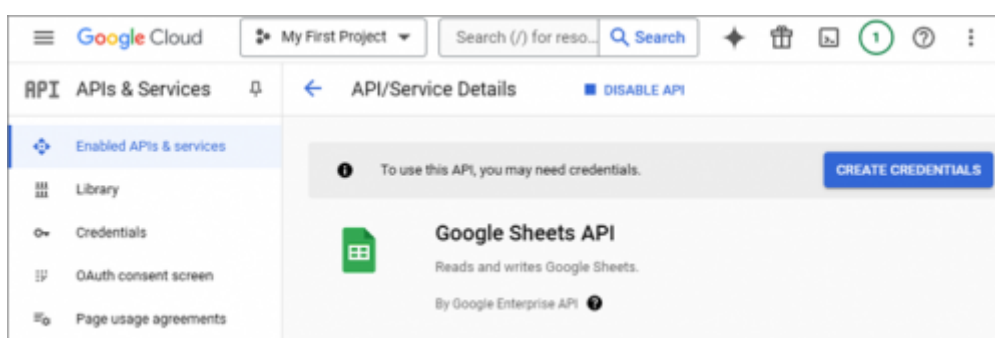 Google Cloud
My First Project
Search (/) for reso...
Search
1
API
APIs & Services
API/Service Details
DISABLE API
Enabled APIs & services
Library
Credentials
OAuth consent screen
Page usage agreements
To use this API, you may need credentials.
CREATE CREDENTIALS
Google Sheets API
Reads and writes Google Sheets.
By Google Enterprise API